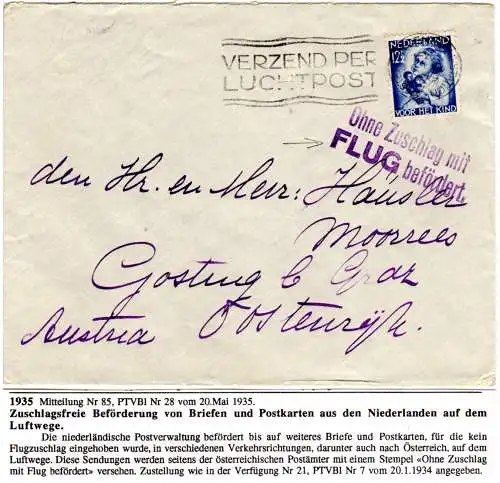 VERZEND PER
LUCHTPOST
NEDERLAND
12½
VOOR HET KIND
Ohne Zuschlag mit
FLUG befördert.
den Hr. en Mevr: Häusler
Moorrees
Gosting b Graz
Austria Oostenrijk.
1935 Mitteilung Nr 85, PTVBl Nr 28 vom 20.Mai 1935.
Zuschlagsfreie Beförderung von Briefen und Postkarten aus den Niederlanden auf dem
Luftwege.
Die niederländische Postverwaltung befördert bis auf weiteres Briefe und Postkarten, für die kein
Flugzuschlag eingehoben wurde, in verschiedenen Verkehrsrichtungen, darunter auch nach Österreich, auf dem
Luftwege. Diese Sendungen werden seitens der österreichischen Postämter mit einem Stempel «Ohne Zuschlag
mit Flug befördert» versehen. Zustellung wie in der Verfügung Nr 21, PTVBl Nr 7 vom 20.1.1934 angegeben.